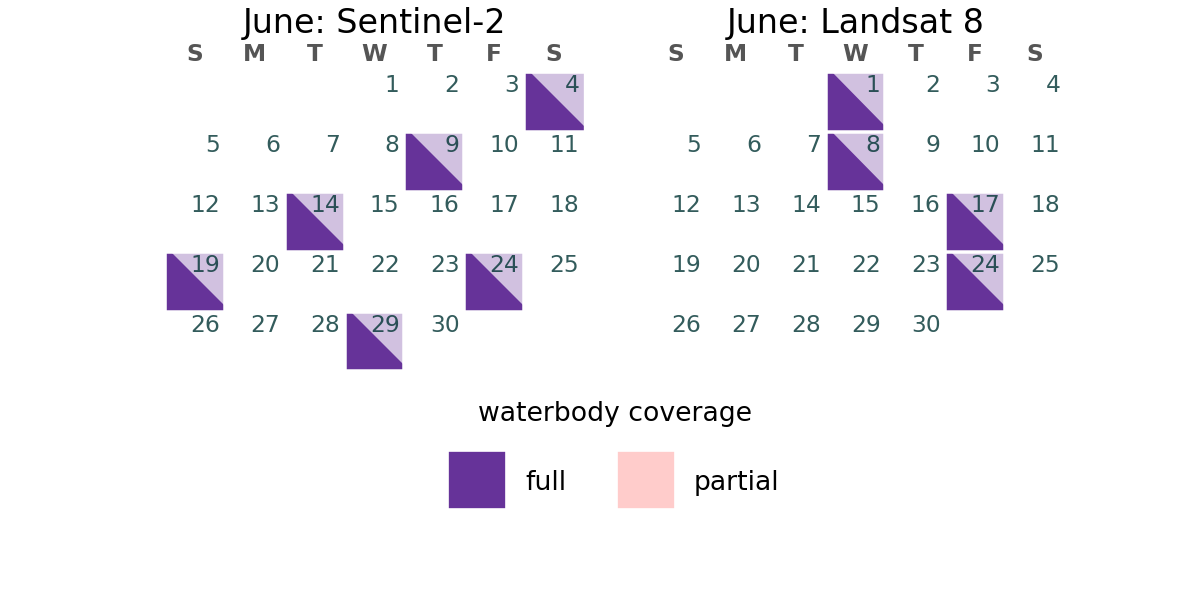 June: Sentinel-2
S M T W T F S
1 2 3 4
5 6 7 8 9 10 11
12 13 14 15 16 17 18
19 20 21 22 23 24 25
26 27 28 29 30
June: Landsat 8
S M T W T F S
1 2 3 4
5 6 7 8 9 10 11
12 13 14 15 16 17 18
19 20 21 22 23 24 25
26 27 28 29 30
waterbody coverage
full partial